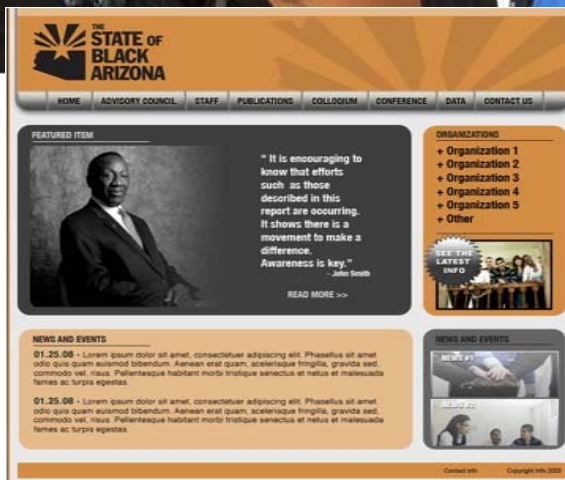 THE
STATE OF
BLACK
ARIZONA
HOME ADVISORY COUNCIL STAFF PUBLICATIONS COLLOQIUM CONFERENCE DATA CONTACT US
FEATURED ITEM
" It is encouraging to
know that efforts
such as those
described in this
report are occurring.
It shows there is a
movement to make a
difference.
Awareness is key."
- John Smith
READ MORE >>
ORGANIZATIONS
+ Organization 1
+ Organization 2
+ Organization 3
+ Organization 4
+ Organization 5
+ Other
SEE THE
LATEST
INFO
NEWS AND EVENTS
01.25.08 - Lorem ipsum dolor sit amet, consectetuer adipiscing elit. Phasellus sit amet
odio quis quam euismod bibendum. Aenean erat quam, scelerisque fringilla, gravida sed,
commodo vel, risus. Pellentesque habitant morbi tristique senectus et netus et malesuada
fames ac turpis egestas.
01.25.08 - Lorem ipsum dolor sit amet, consectetuer adipiscing elit. Phasellus sit amet
odio quis quam euismod bibendum. Aenean erat quam, scelerisque fringilla, gravida sed,
commodo vel, risus. Pellentesque habitant morbi tristique senectus et netus et malesuada
fames ac turpis egestas.
NEWS AND EVENTS
NEWS #1
NEWS #2
Contact info Copyright Info 2008